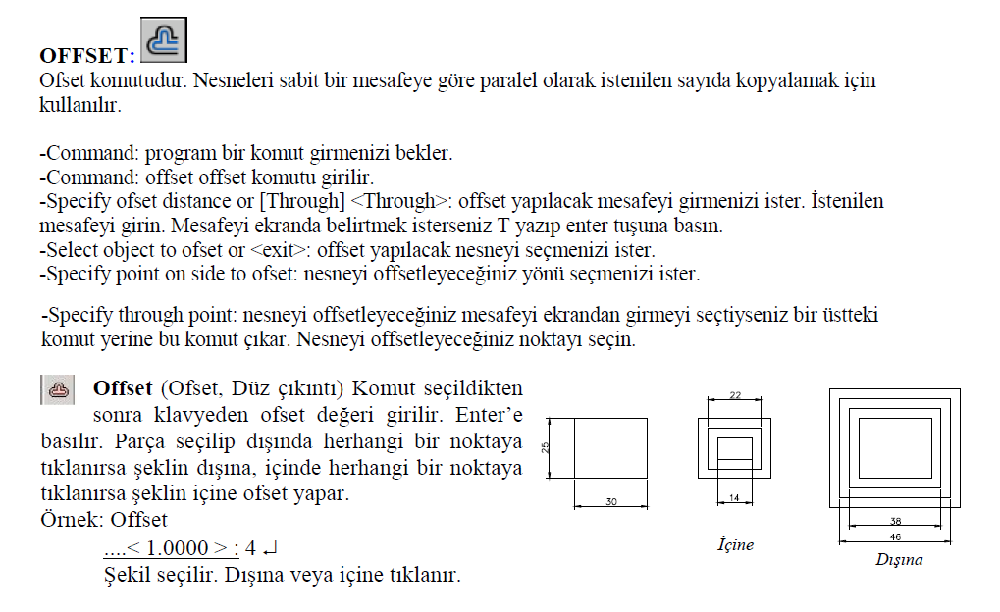 OFFSET:
Ofset komutudur. Nesneleri sabit bir mesafeye göre paralel olarak istenilen sayıda kopyalamak için
kullanılır.
-Command: program bir komut girmenizi bekler.
-Command: offset offset komutu girilir.
-Specify ofset distance or [Through] <Through>: offset yapılacak mesafeyi girmenizi ister. İstenilen
mesafeyi girin. Mesafeyi ekranda belirtmek isterseniz T yazıp enter tuşuna basın.
-Select object to ofset or <exit>: offset yapılacak nesneyi seçmenizi ister.
-Specify point on side to ofset: nesneyi offsetleyeceğiniz yönü seçmenizi ister.
-Specify through point: nesneyi offsetleyeceğiniz mesafeyi ekrandan girmeyi seçtiyseniz bir üstteki
komut yerine bu komut çıkar. Nesneyi offsetleyeceğiniz noktayı seçin.
Offset (Ofset, Düz çıkıntı) Komut seçildikten
sonra klavyeden ofset değeri girilir. Enter’e
basılır. Parça seçilip dışında herhangi bir noktaya
tıklanırsa şeklin dışına, içinde herhangi bir noktaya
tıklanırsa şeklin içine ofset yapar.
Örnek: Offset
....< 1.0000 > : 4 ↵
Şekil seçilir. Dışına veya içine tıklanır.
25
30
22
14
İçine
38
46
Dışına